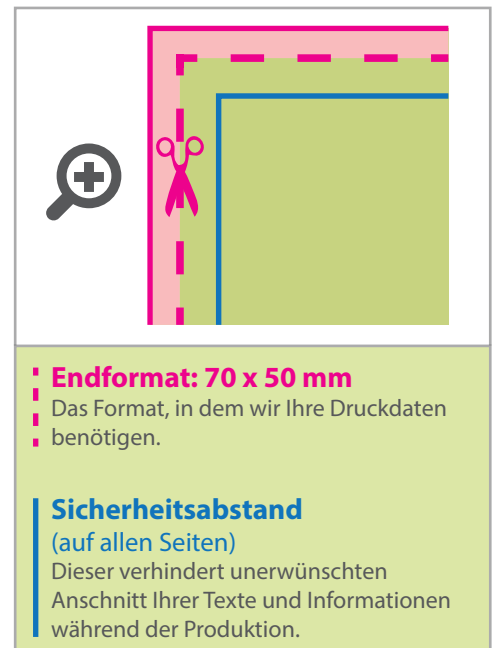 Endformat: 70 x 50 mm
Das Format, in dem wir Ihre Druckdaten
benötigen.
Sicherheitsabstand
(auf allen Seiten)
Dieser verhindert unerwünschten
Anschnitt Ihrer Texte und Informationen
während der Produktion.